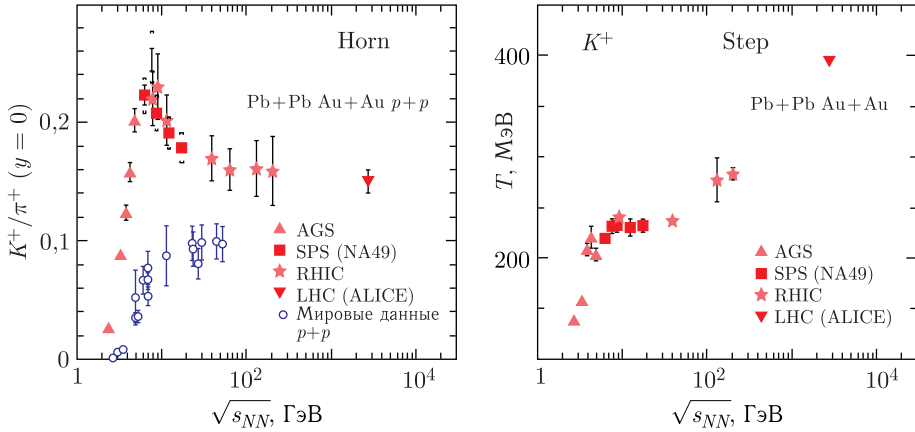 Horn
Pb+Pb Au+Au p+p
K⁺/π⁺ (y = 0)
0,2
0,1
0
AGS
SPS (NA49)
RHIC
LHC (ALICE)
Мировые данные
p+p
1
10²
10⁴
√s_NN, ГэВ
K⁺
Step
Pb+Pb Au+Au
T, МэВ
400
200
AGS
SPS (NA49)
RHIC
LHC (ALICE)
1
10
10²
10³
10⁴
√s_NN, ГэВ